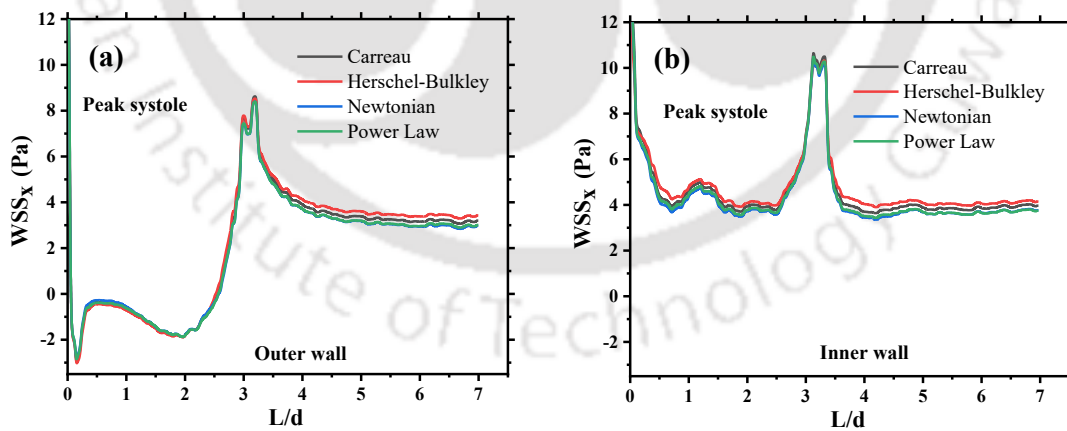 (a)
Carreau
Herschel-Bulkley
Newtonian
Power Law
Peak systole
Outer wall
WSSx (Pa)
12
10
8
6
4
2
0
-2
0 1 2 3 4 5 6 7
L/d
(b)
Carreau
Herschel-Bulkley
Newtonian
Power Law
Peak systole
Inner wall
WSSx (Pa)
12
10
8
6
4
2
0
-2
0 1 2 3 4 5 6 7
L/d
an Institute of Technology Guwa